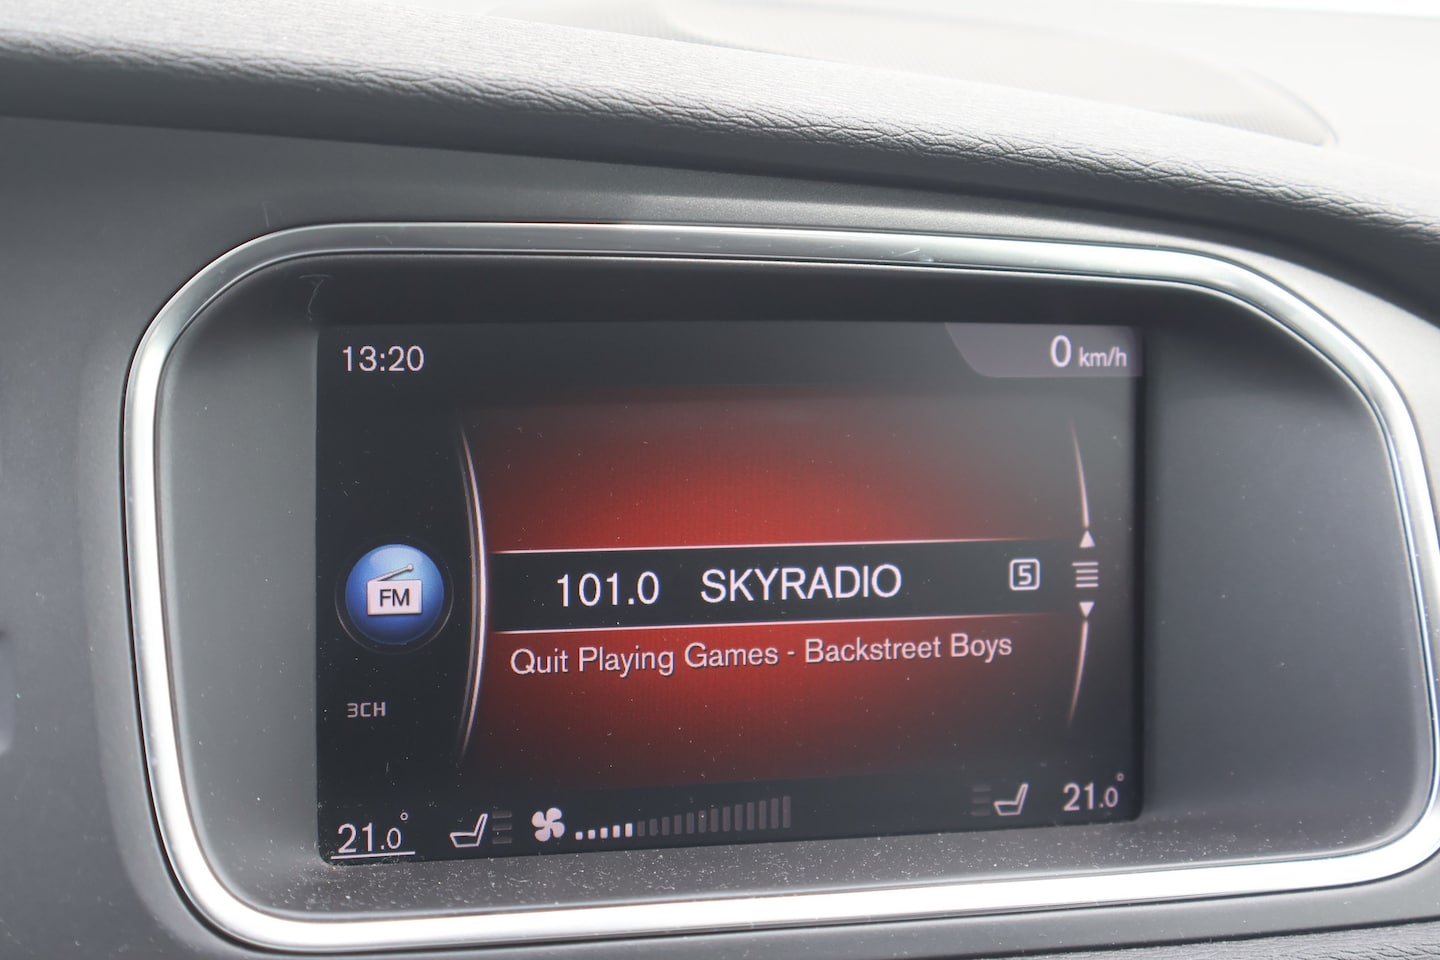 13:20
0 km/h
FM
101.0 SKYRADIO 5
Quit Playing Games - Backstreet Boys
3CH
21.0°
21.0°